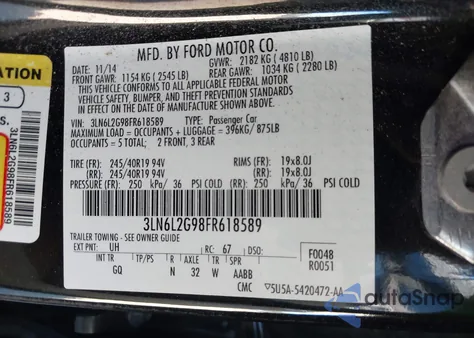 MFD. BY FORD MOTOR CO.
DATE: 11/14 GVWR: 2182 KG ( 4810 LB)
FRONT GAWR: 1154 KG ( 2545 LB) REAR GAWR: 1034 KG ( 2280 LB)
THIS VEHICLE CONFORMS TO ALL APPLICABLE FEDERAL MOTOR
VEHICLE SAFETY, BUMPER, AND THEFT PREVENTION STANDARDS
IN EFFECT ON THE DATE OF MANUFACTURE SHOWN ABOVE.
VIN: 3LN6L2G98FR618589 TYPE: Passenger Car
MAXIMUM LOAD = OCCUPANTS + LUGGAGE = 396KG/ 875LB
OCCUPANTS = 5 TOTAL; 2 FRONT, 3 REAR
TIRE (FR) 245/40R19 94V RIMS (FR) 19x8.0J
(RR) 245/40R19 94V (RR) 19x8.0J
PRESSURE (FR) 250 kPa/ 36 PSI COLD (RR) 250 kPa/ 36 PSI COLD
3LN6L2G98FR618589
TRAILER TOWING - SEE OWNER GUIDE
EXT PNT: UH RC: 67 DSO: F0048
R0051
INT TR TP/PS R AXLE TR SPR
GQ N 32 W AABB
CMC 5U5A-5420472-AA
ATION
3
s.
3LN6L2G98FR618589
autoSnap